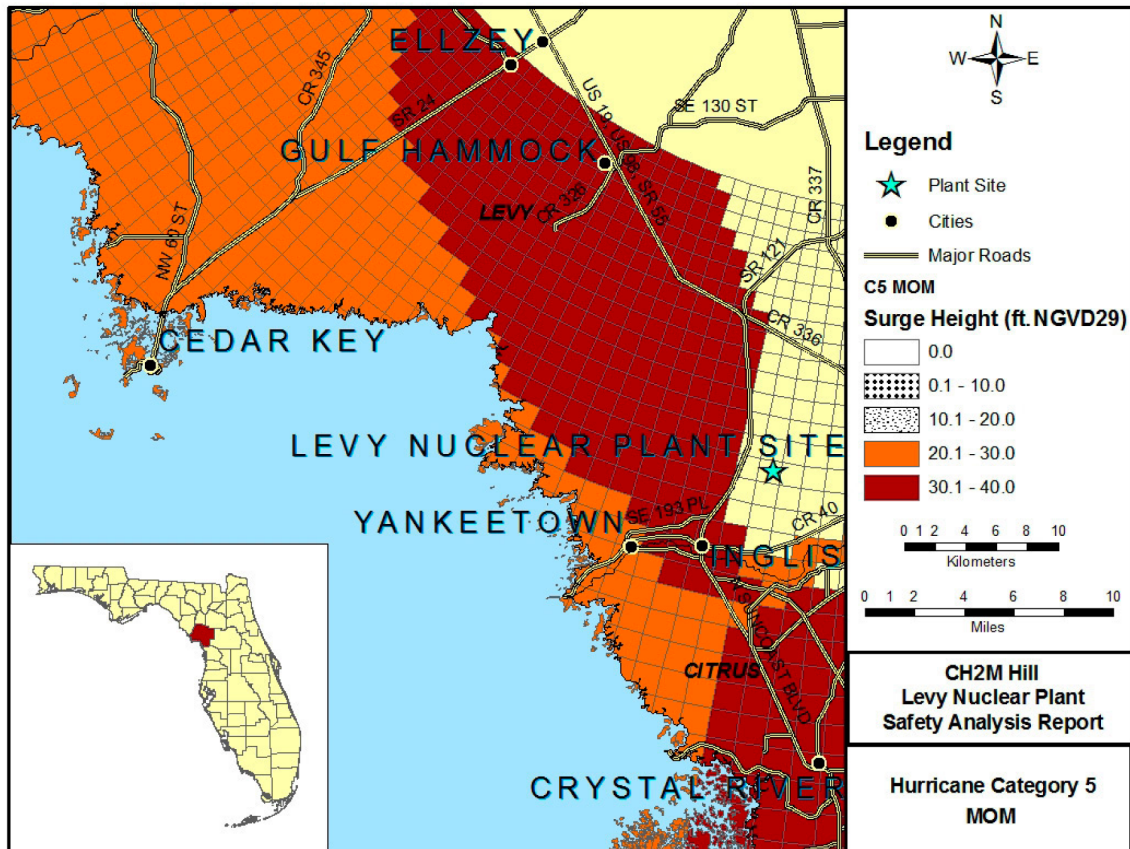 ELLZEY
CR 345
SR 24
US 19, US 98, SR 55
SE 130 ST
GULF HAMMOCK
CR 337
LEVY
CR 326
NW 60 ST
SR 121
CR 336
CEDAR KEY
LEVY NUCLEAR PLANT SITE
SE 193 PL
CR 40
YANKEETOWN
INGLIS
N SUNCOAST BLVD
CITRUS
CRYSTAL RIVER
N
W E
S
Legend
Plant Site
Cities
Major Roads
C5 MOM
Surge Height (ft. NGVD29)
0.0
0.1 - 10.0
10.1 - 20.0
20.1 - 30.0
30.1 - 40.0
0 1 2 4 6 8 10
Kilometers
0 1 2 4 6 8 10
Miles
CH2M Hill
Levy Nuclear Plant
Safety Analysis Report
Hurricane Category 5
MOM